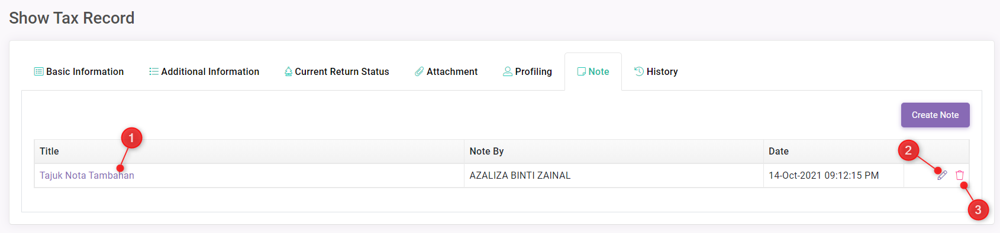 Show Tax Record
Basic Information Additional Information Current Return Status Attachment Profiling Note History
Create Note
1
Title Note By Date
2
Tajuk Nota Tambahan AZALIZA BINTI ZAINAL 14-Oct-2021 09:12:15 PM
3